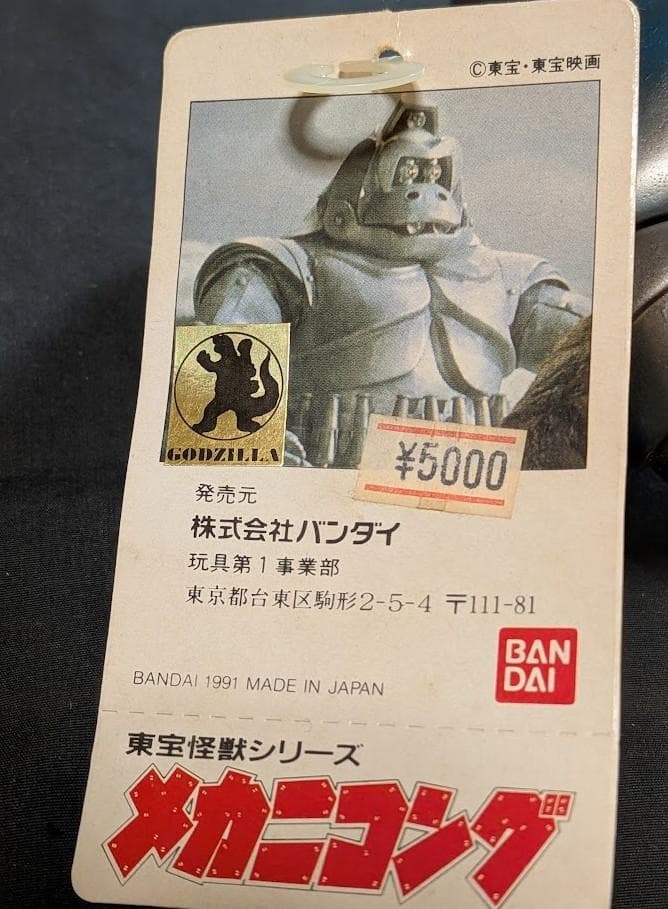 ©東宝・東宝映画
GODZILLA
¥5000
発売元
株式会社バンダイ
玩具第1事業部
東京都台東区駒形2-5-4 〒111-81
BAN
DAI
BANDAI 1991 MADE IN JAPAN
東宝怪獣シリーズ
メカニコング